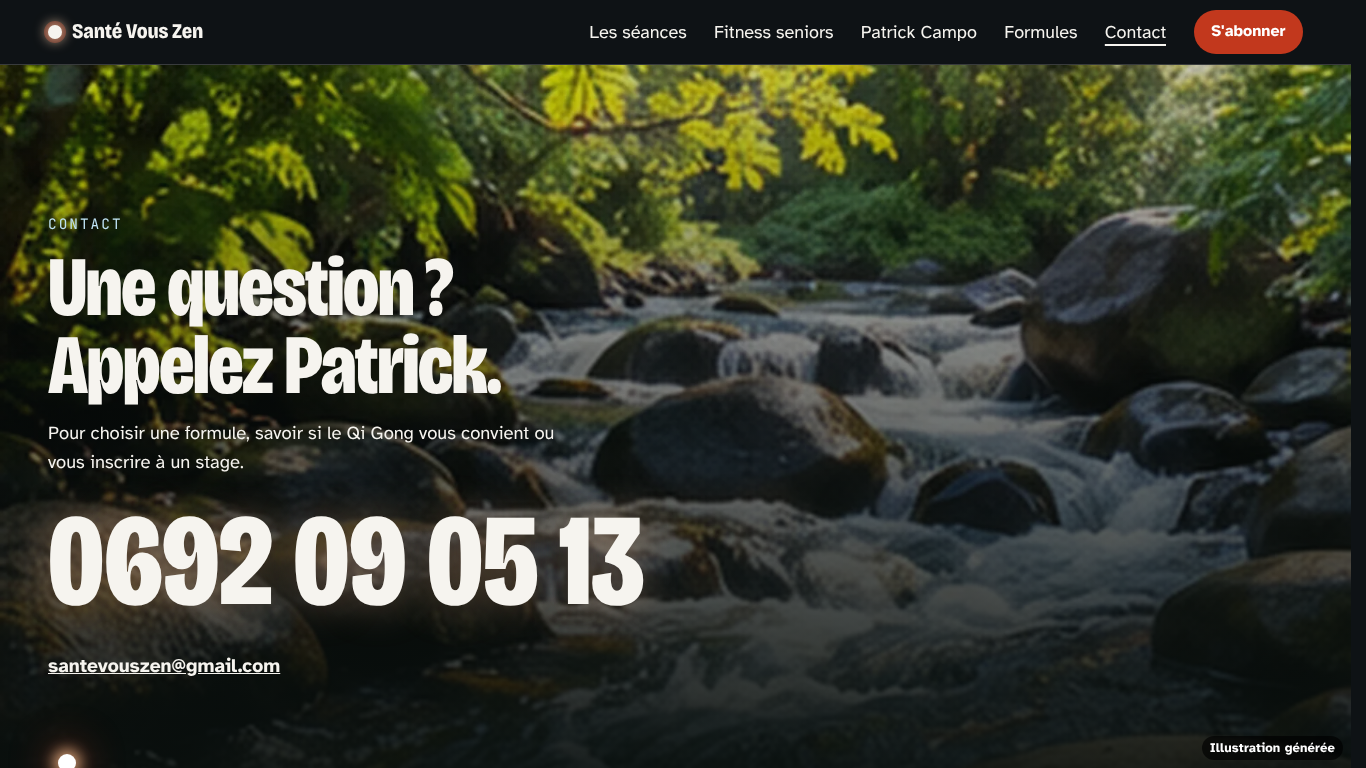 Santé Vous Zen
Les séances
Fitness seniors
Patrick Campo
Formules
Contact
S'abonner
CONTACT
Une question ?
Appelez Patrick.
Pour choisir une formule, savoir si le Qi Gong vous convient ou
vous inscrire à un stage.
0692 09 05 13
santevouszen@gmail.com
Illustration générée